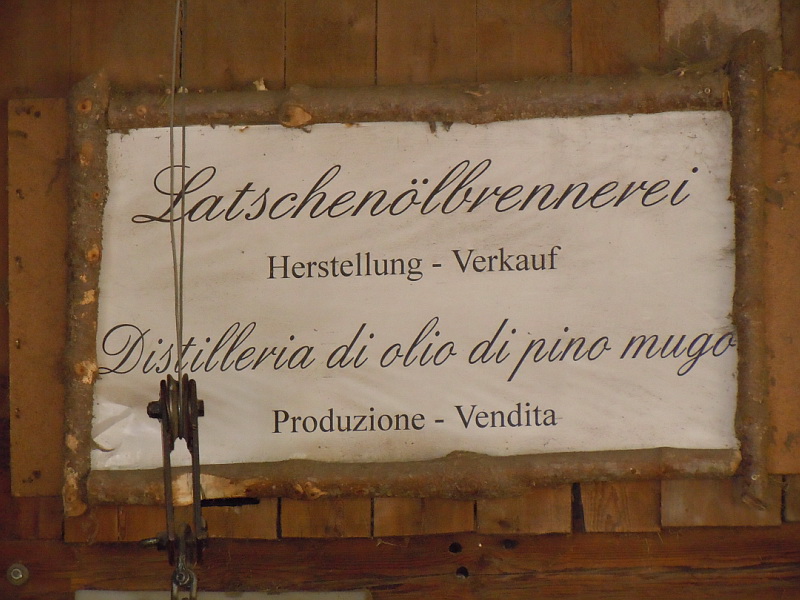 Latschenölbrennerei
Herstellung - Verkauf
Distilleria di olio di pino mugo
Produzione - Vendita